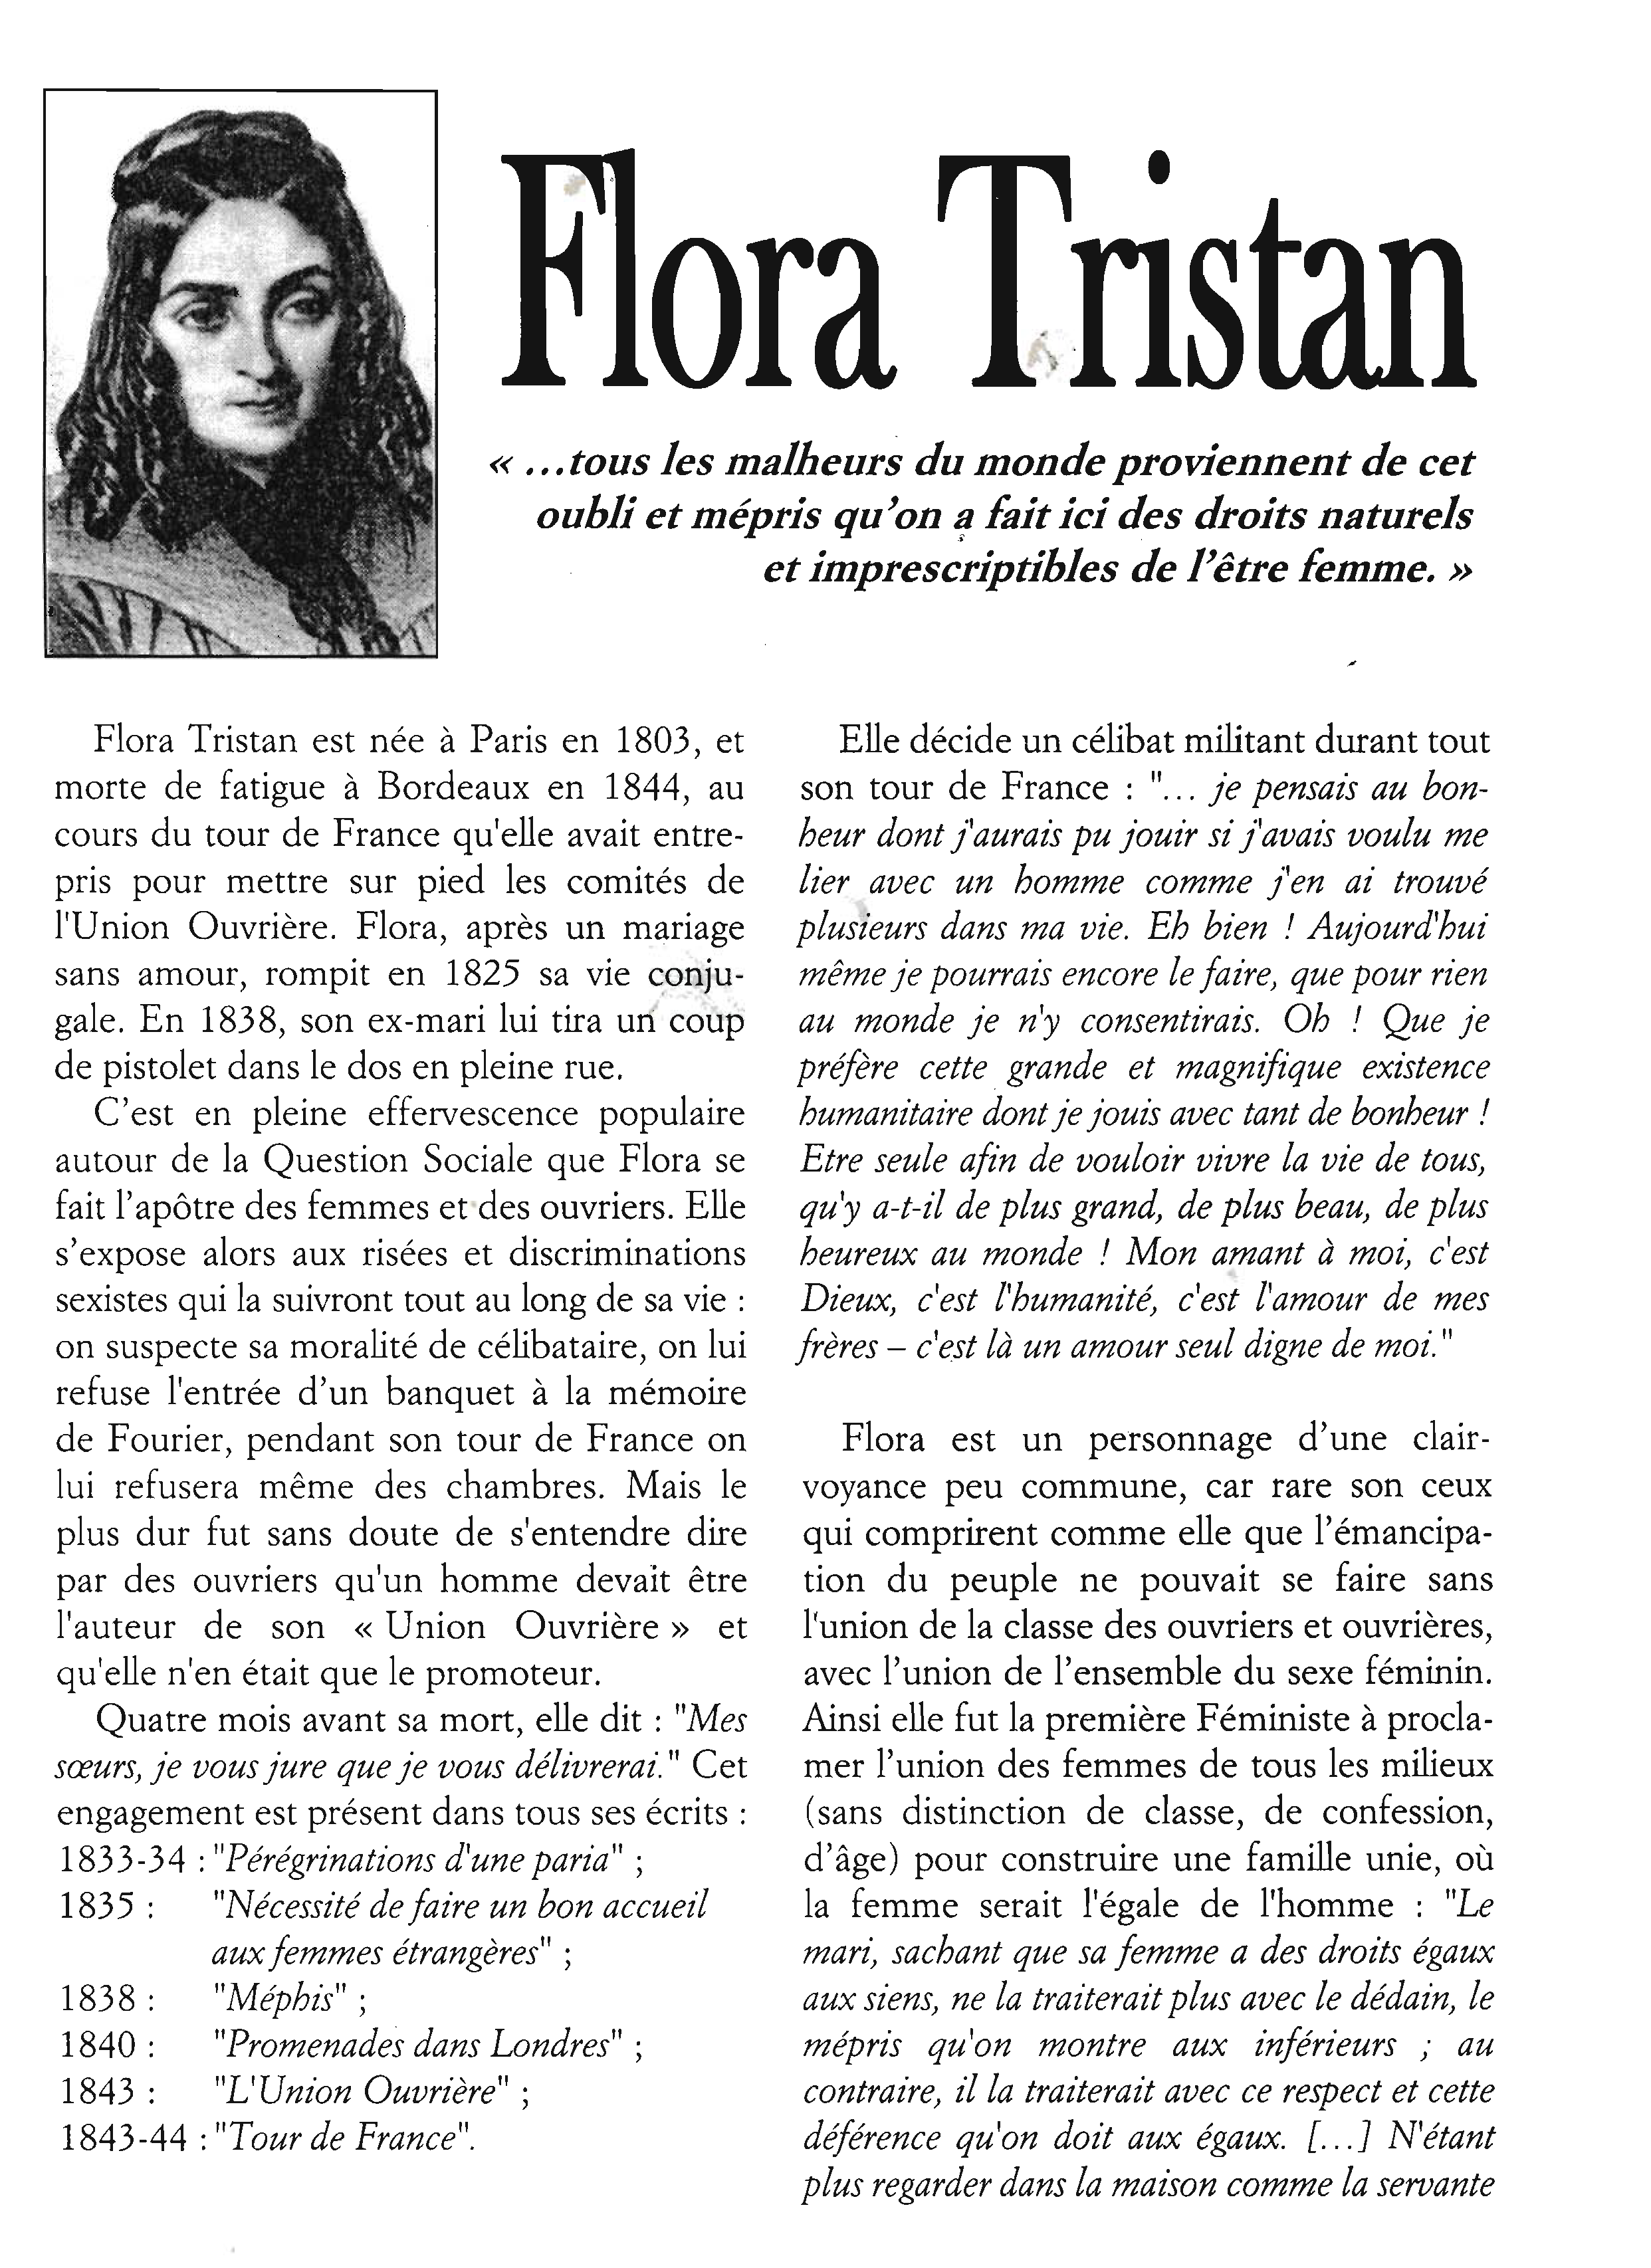 Flora Tristan
« …tous les malheurs du monde proviennent de cet
oubli et mépris qu’on a fait ici des droits naturels
et imprescriptibles de l’être femme. »
Flora Tristan est née à Paris en 1803, et
morte de fatigue à Bordeaux en 1844, au
cours du tour de France qu'elle avait entre-
pris pour mettre sur pied les comités de
l'Union Ouvrière. Flora, après un mariage
sans amour, rompit en 1825 sa vie conju-
gale. En 1838, son ex-mari lui tira un coup
de pistolet dans le dos en pleine rue.
C’est en pleine effervescence populaire
autour de la Question Sociale que Flora se
fait l’apôtre des femmes et des ouvriers. Elle
s’expose alors aux risées et discriminations
sexistes qui la suivront tout au long de sa vie :
on suspecte sa moralité de célibataire, on lui
refuse l'entrée d’un banquet à la mémoire
de Fourier, pendant son tour de France on
lui refusera même des chambres. Mais le
plus dur fut sans doute de s'entendre dire
par des ouvriers qu'un homme devait être
l'auteur de son « Union Ouvrière » et
qu'elle n'en était que le promoteur.
Quatre mois avant sa mort, elle dit : "Mes
sœurs, je vous jure que je vous délivrerai." Cet
engagement est présent dans tous ses écrits :
1833-34 : "Pérégrinations d'une paria" ;
1835 : "Nécessité de faire un bon accueil
aux femmes étrangères" ;
1838 : "Méphis" ;
1840 : "Promenades dans Londres" ;
1843 : "L'Union Ouvrière" ;
1843-44 : "Tour de France".
Elle décide un célibat militant durant tout
son tour de France : "… je pensais au bon-
heur dont j'aurais pu jouir si j'avais voulu me
lier avec un homme comme j'en ai trouvé
plusieurs dans ma vie. Eh bien ! Aujourd'hui
même je pourrais encore le faire, que pour rien
au monde je n'y consentirais. Oh ! Que je
préfère cette grande et magnifique existence
humanitaire dont je jouis avec tant de bonheur !
Etre seule afin de vouloir vivre la vie de tous,
qu'y a-t-il de plus grand, de plus beau, de plus
heureux au monde ! Mon amant à moi, c'est
Dieux, c'est l'humanité, c'est l'amour de mes
frères – c'est là un amour seul digne de moi."
Flora est un personnage d’une clair-
voyance peu commune, car rare son ceux
qui comprirent comme elle que l’émancipa-
tion du peuple ne pouvait se faire sans
l'union de la classe des ouvriers et ouvrières,
avec l’union de l’ensemble du sexe féminin.
Ainsi elle fut la première Féministe à procla-
mer l’union des femmes de tous les milieux
(sans distinction de classe, de confession,
d’âge) pour construire une famille unie, où
la femme serait l'égale de l'homme : "Le
mari, sachant que sa femme a des droits égaux
aux siens, ne la traiterait plus avec le dédain, le
mépris qu'on montre aux inférieurs ; au
contraire, il la traiterait avec ce respect et cette
déférence qu'on doit aux égaux. […] N'étant
plus regarder dans la maison comme la servante